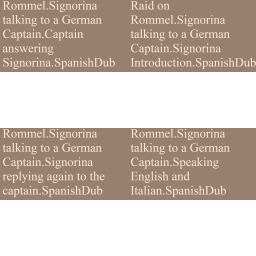 Rommel.Signorina
talking to a German
Captain.Captain
answering
Signorina.SpanishDub
Raid on
Rommel.Signorina
talking to a German
Captain.Signorina
Introduction.SpanishDub
Rommel.Signorina
talking to a German
Captain.Signorina
replying again to the
captain.SpanishDub
Rommel.Signorina
talking to a German
Captain.Speaking
English and
Italian.SpanishDub